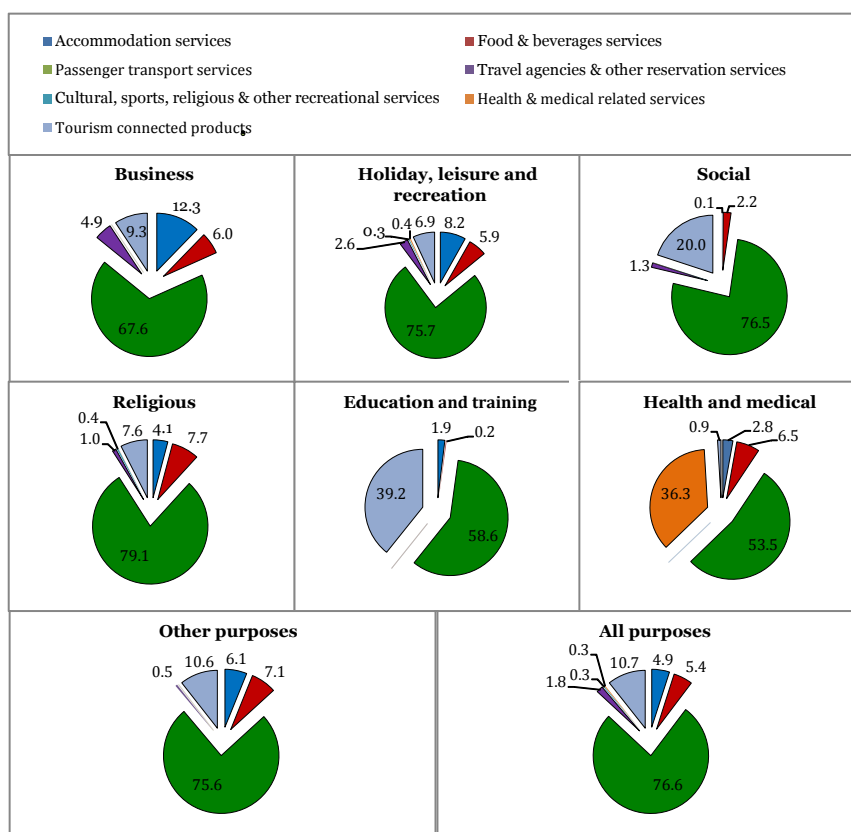 Accommodation services
Food & beverages services
Passenger transport services
Travel agencies & other reservation services
Cultural, sports, religious & other recreational services
Health & medical related services
Tourism connected products
Business
4.9
9.3
12.3
6.0
67.6
Holiday, leisure and
recreation
2.6
0.3
0.4
6.9
8.2
5.9
75.7
Social
0.1
2.2
20.0
1.3
76.5
Religious
0.4
1.0
7.6
4.1
7.7
79.1
Education and training
1.9
0.2
39.2
58.6
Health and medical
0.9
2.8
6.5
36.3
53.5
Other purposes
0.5
10.6
6.1
7.1
75.6
All purposes
0.3
0.3
1.8
10.7
4.9
5.4
76.6